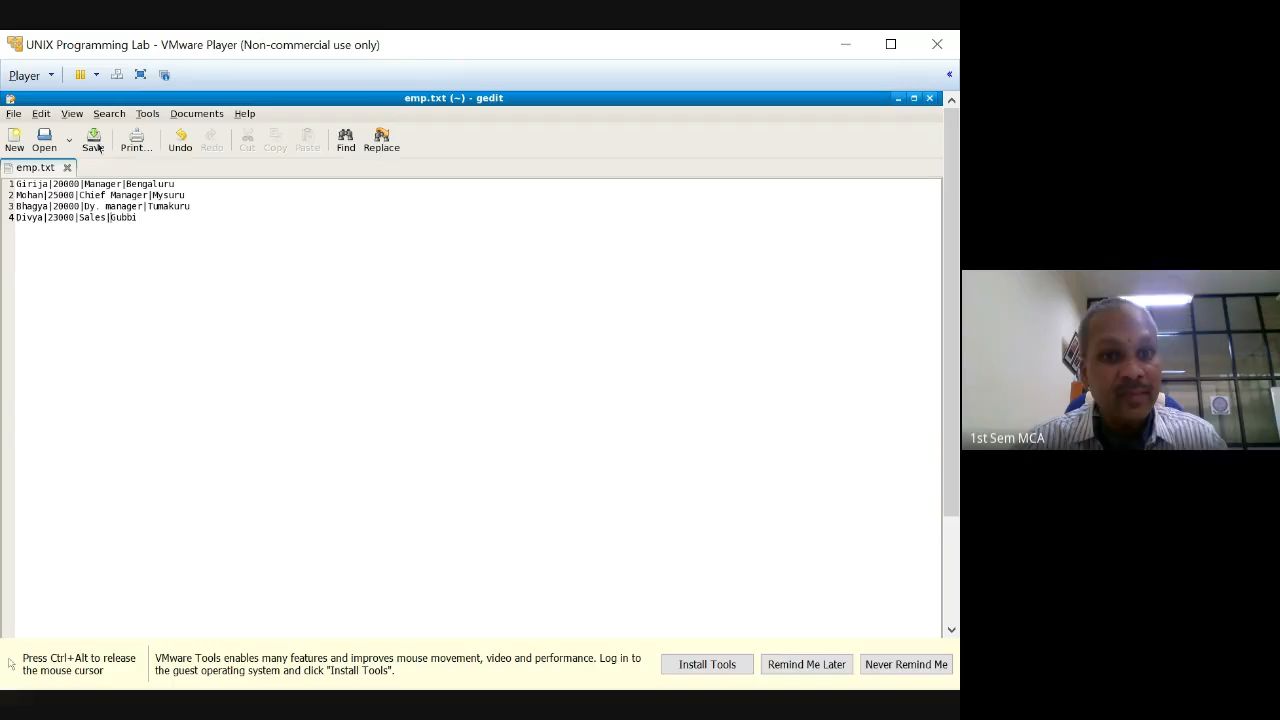 UNIX Programming Lab - VMware Player (Non-commercial use only)
Player
emp.txt (~) - gedit
File Edit View Search Tools Documents Help
New Open Save Print... Undo Redo Cut Copy Paste Find Replace
emp.txt
1 Girija|20000|Manager|Bengaluru
2 Mohan|25000|Chief Manager|Mysuru
3 Bhagya|20000|Dy. manager|Tumakuru
4 Divya|23000|Sales|Gubbi
1st Sem MCA
Press Ctrl+Alt to release
the mouse cursor
VMware Tools enables many features and improves mouse movement, video and performance. Log in to
the guest operating system and click "Install Tools".
Install Tools
Remind Me Later
Never Remind Me